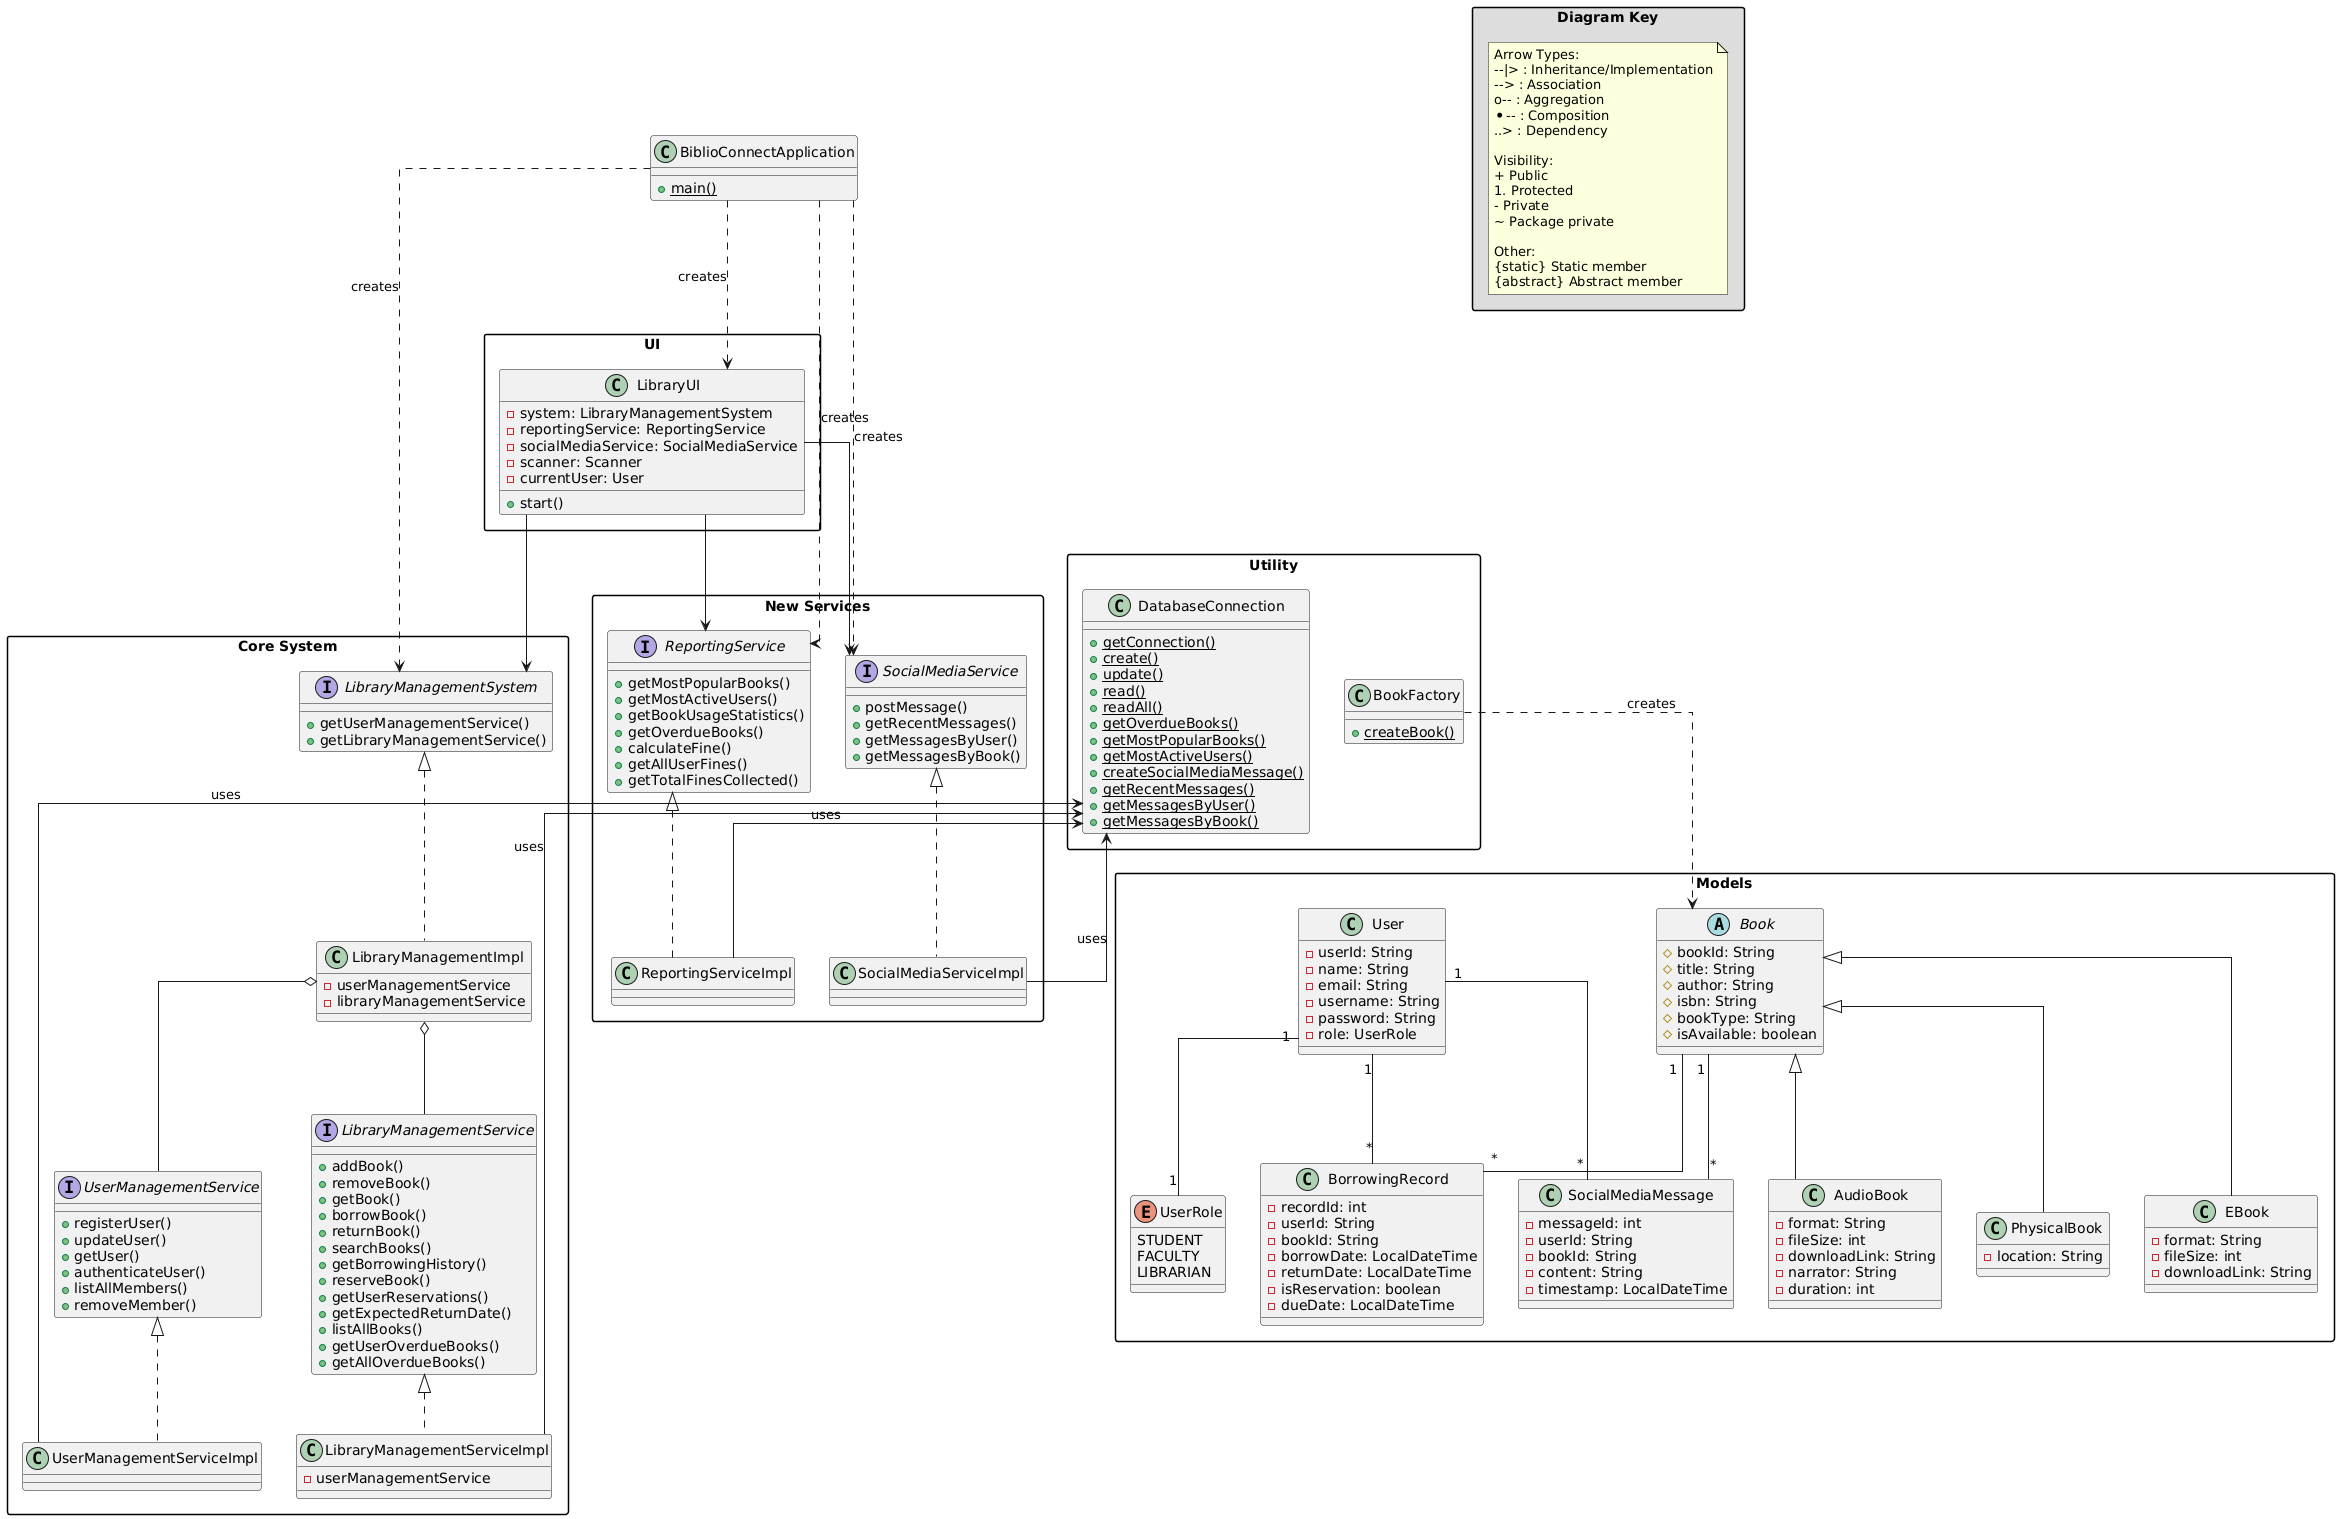 Diagram Key
Arrow Types:
--|> : Inheritance/Implementation
--> : Association
o-- : Aggregation
•-- : Composition
..> : Dependency
Visibility:
+ Public
1. Protected
- Private
~ Package private
Other:
{static} Static member
{abstract} Abstract member
C BiblioConnectApplication
main()
creates
creates
creates
creates
UI
C LibraryUI
system: LibraryManagementSystem
reportingService: ReportingService
socialMediaService: SocialMediaService
scanner: Scanner
currentUser: User
start()
Utility
C DatabaseConnection
getConnection()
create()
update()
read()
readAll()
getOverdueBooks()
getMostPopularBooks()
getMostActiveUsers()
createSocialMediaMessage()
getRecentMessages()
getMessagesByUser()
getMessagesByBook()
C BookFactory
createBook()
creates
New Services
I ReportingService
getMostPopularBooks()
getMostActiveUsers()
getBookUsageStatistics()
getOverdueBooks()
calculateFine()
getAllUserFines()
getTotalFinesCollected()
I SocialMediaService
postMessage()
getRecentMessages()
getMessagesByUser()
getMessagesByBook()
uses
uses
uses
uses
C ReportingServiceImpl
C SocialMediaServiceImpl
Core System
I LibraryManagementSystem
getUserManagementService()
getLibraryManagementService()
C LibraryManagementImpl
userManagementService
libraryManagementService
I UserManagementService
registerUser()
updateUser()
getUser()
authenticateUser()
listAllMembers()
removeMember()
I LibraryManagementService
addBook()
removeBook()
getBook()
borrowBook()
returnBook()
searchBooks()
getBorrowingHistory()
reserveBook()
getUserReservations()
getExpectedReturnDate()
listAllBooks()
getUserOverdueBooks()
getAllOverdueBooks()
C UserManagementServiceImpl
C LibraryManagementServiceImpl
userManagementService
Models
C User
userId: String
name: String
email: String
username: String
password: String
role: UserRole
A Book
bookId: String
title: String
author: String
isbn: String
bookType: String
isAvailable: boolean
1
1
1
1
1
*
*
*
*
1
E UserRole
STUDENT
FACULTY
LIBRARIAN
C BorrowingRecord
recordId: int
userId: String
bookId: String
borrowDate: LocalDateTime
returnDate: LocalDateTime
isReservation: boolean
dueDate: LocalDateTime
C SocialMediaMessage
messageId: int
userId: String
bookId: String
content: String
timestamp: LocalDateTime
C AudioBook
format: String
fileSize: int
downloadLink: String
narrator: String
duration: int
C PhysicalBook
location: String
C EBook
format: String
fileSize: int
downloadLink: String